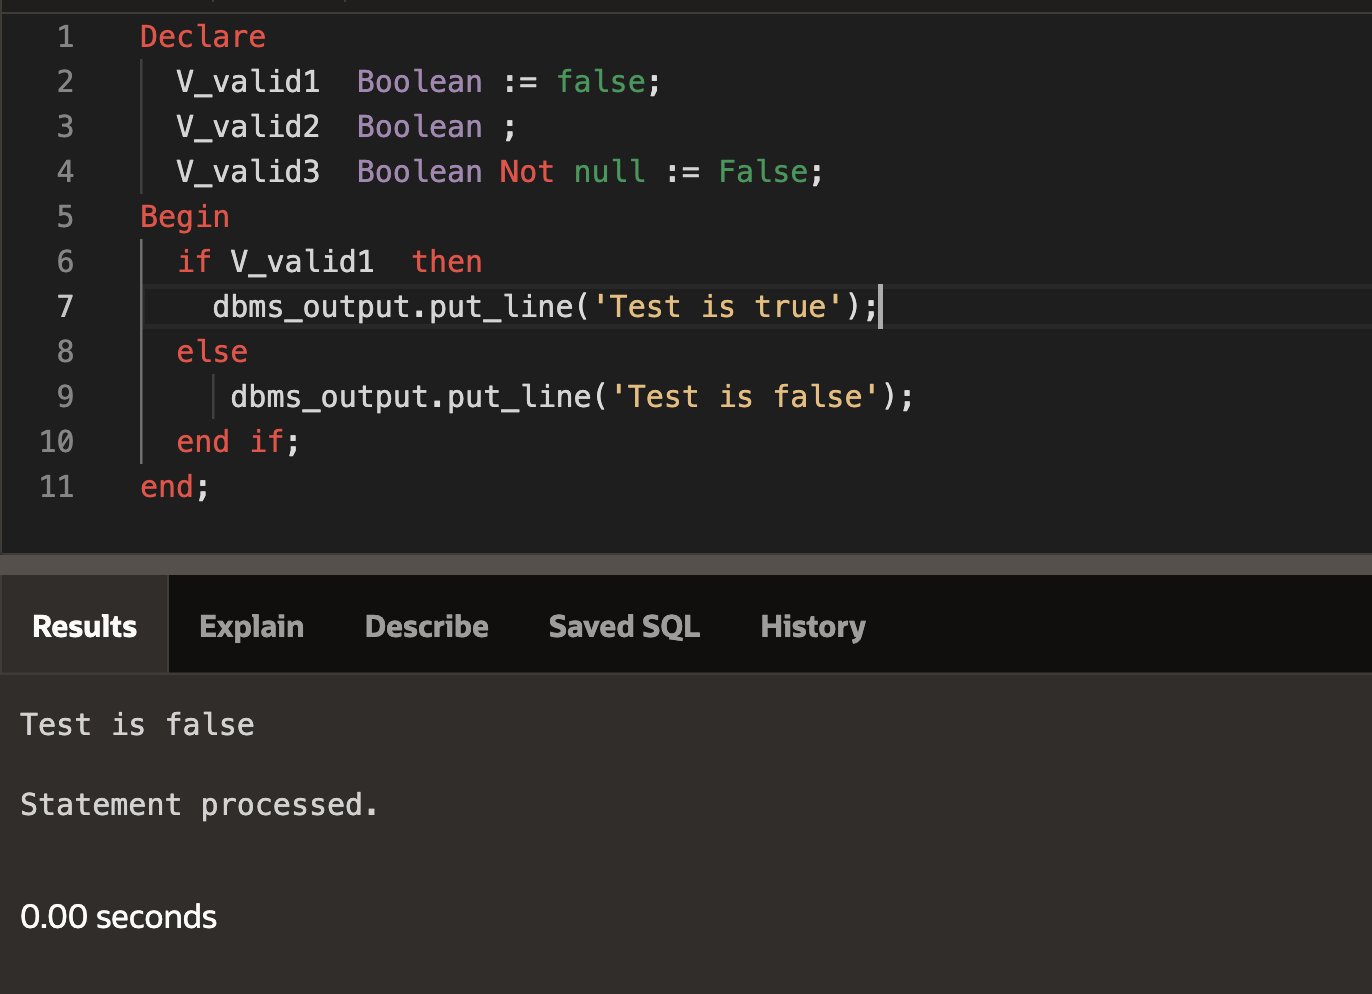 1 Declare
2 V_valid1 Boolean := false;
3 V_valid2 Boolean ;
4 V_valid3 Boolean Not null := False;
5 Begin
6 if V_valid1 then
7 dbms_output.put_line('Test is true');
8 else
9 dbms_output.put_line('Test is false');
10 end if;
11 end;
Results Explain Describe Saved SQL History
Test is false
Statement processed.
0.00 seconds